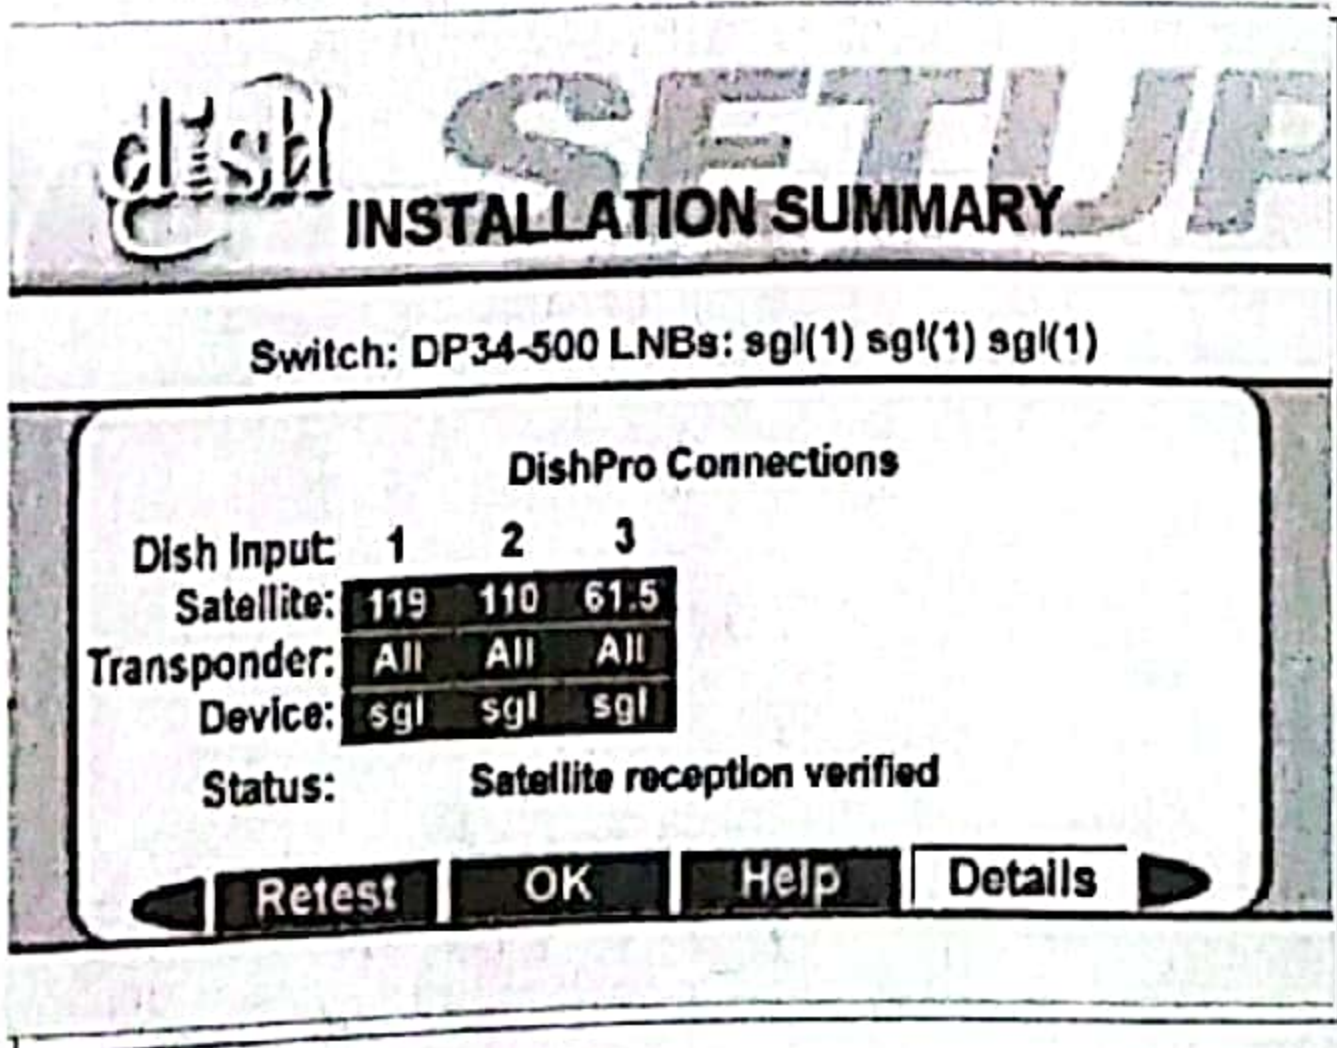 dish
SETUP
INSTALLATION SUMMARY
Switch: DP34-500 LNBs: sgl(1) sgl(1) sgl(1)
DishPro Connections
Dish Input: 1 2 3
Satellite: 119 110 61.5
Transponder: All All All
Device: sgl sgl sgl
Status: Satellite reception verified
Retest OK Help Details